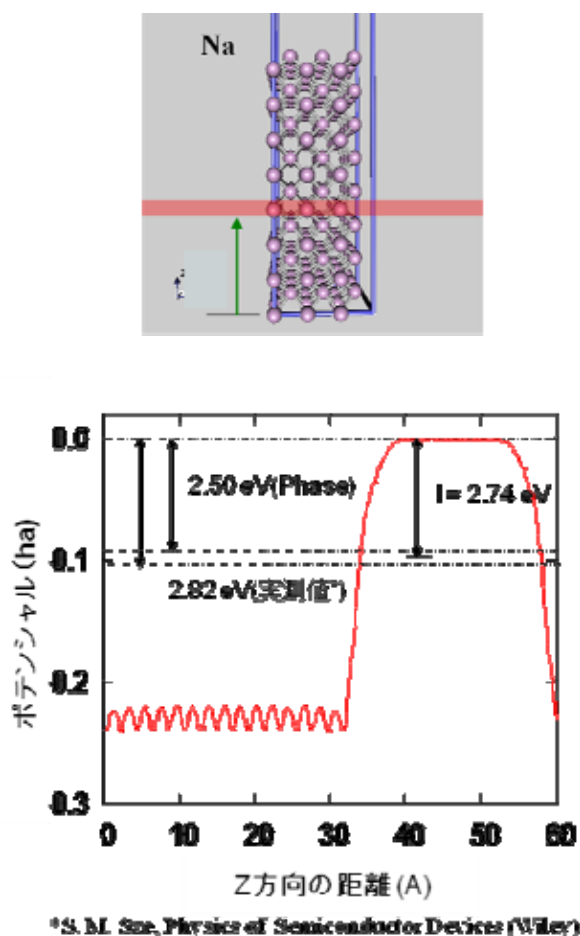 Na
z
0.0
2.50 eV(Phase)
I = 2.74 eV
-0.1
2.82 eV(実測値*)
-0.2
-0.3
ポテンシャル (ha)
0 10 20 30 40 50 60
Z方向の距離 (A)
*S. M. Sze, Physics of Semiconductor Devices (Wiley)